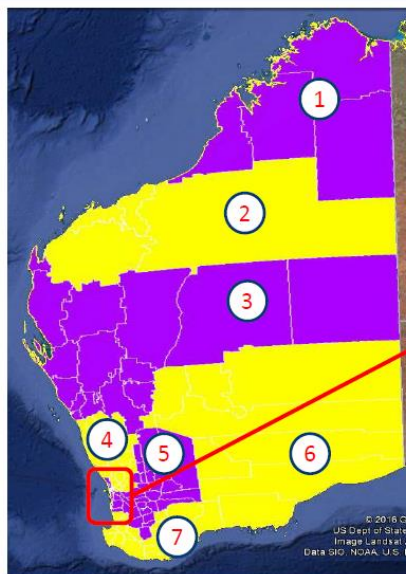 1
2
3
4
5
6
7
© 2016 G
US Dept of State
Image Landsat
Data SIO, NOAA, U.S.